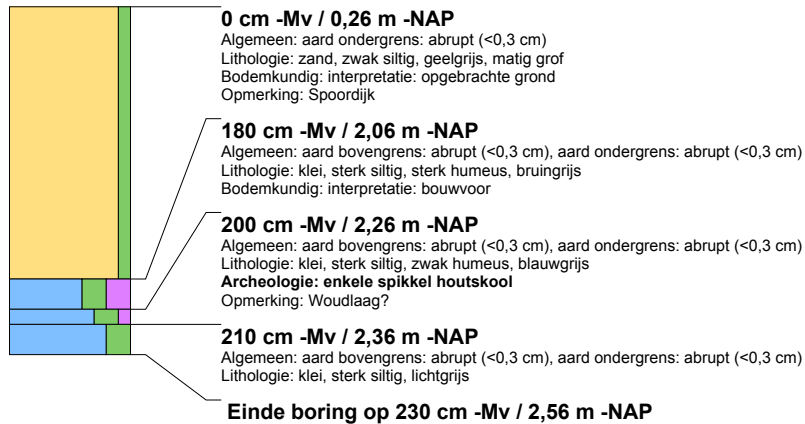 0 cm -Mv / 0,26 m -NAP
Algemeen: aard ondergrens: abrupt (<0,3 cm)
Lithologie: zand, zwak siltig, geelgrijs, matig grof
Bodemkundig: interpretatie: opgebrachte grond
Opmerking: Spoordijk
180 cm -Mv / 2,06 m -NAP
Algemeen: aard bovengrens: abrupt (<0,3 cm), aard ondergrens: abrupt (<0,3 cm)
Lithologie: klei, sterk siltig, sterk humeus, bruingrijs
Bodemkundig: interpretatie: bouwvoor
200 cm -Mv / 2,26 m -NAP
Algemeen: aard bovengrens: abrupt (<0,3 cm), aard ondergrens: abrupt (<0,3 cm)
Lithologie: klei, sterk siltig, zwak humeus, blauwgrijs
Archeologie: enkele spikkel houtskool
Opmerking: Woudlaag?
210 cm -Mv / 2,36 m -NAP
Algemeen: aard bovengrens: abrupt (<0,3 cm), aard ondergrens: abrupt (<0,3 cm)
Lithologie: klei, sterk siltig, lichtgrijs
Einde boring op 230 cm -Mv / 2,56 m -NAP